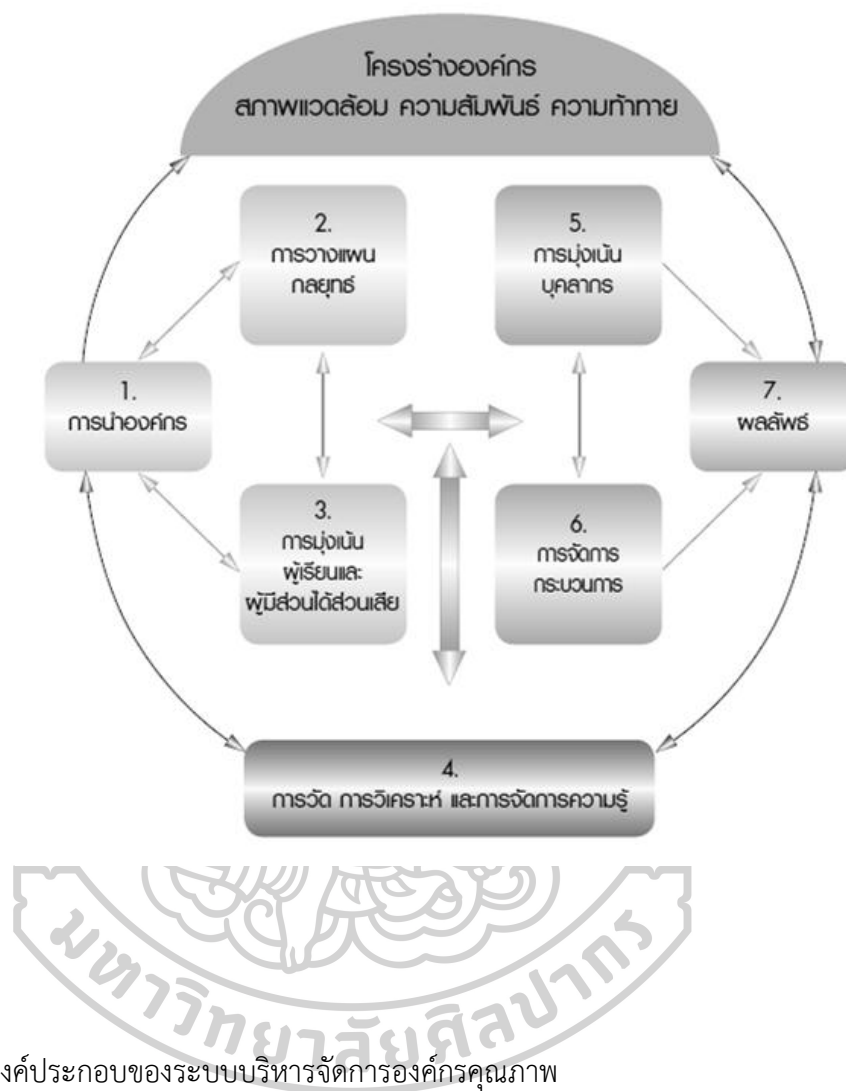 โครงร่างองค์กร
สภาพแวดล้อม ความสัมพันธ์ ความท้าทาย
2.
การวางแผน
กลยุทธ์
5.
การมุ่งเน้น
บุคลากร
1.
การนำองค์กร
7.
ผลลัพธ์
3.
การมุ่งเน้น
ผู้เรียนและ
ผู้มีส่วนได้ส่วนเสีย
6.
การจัดการ
กระบวนการ
4.
การวัด การวิเคราะห์ และการจัดการความรู้
มหาวิทยาลัยศิลปากร
งค์ประกอบของระบบบริหารจัดการองค์กรคุณภาพ